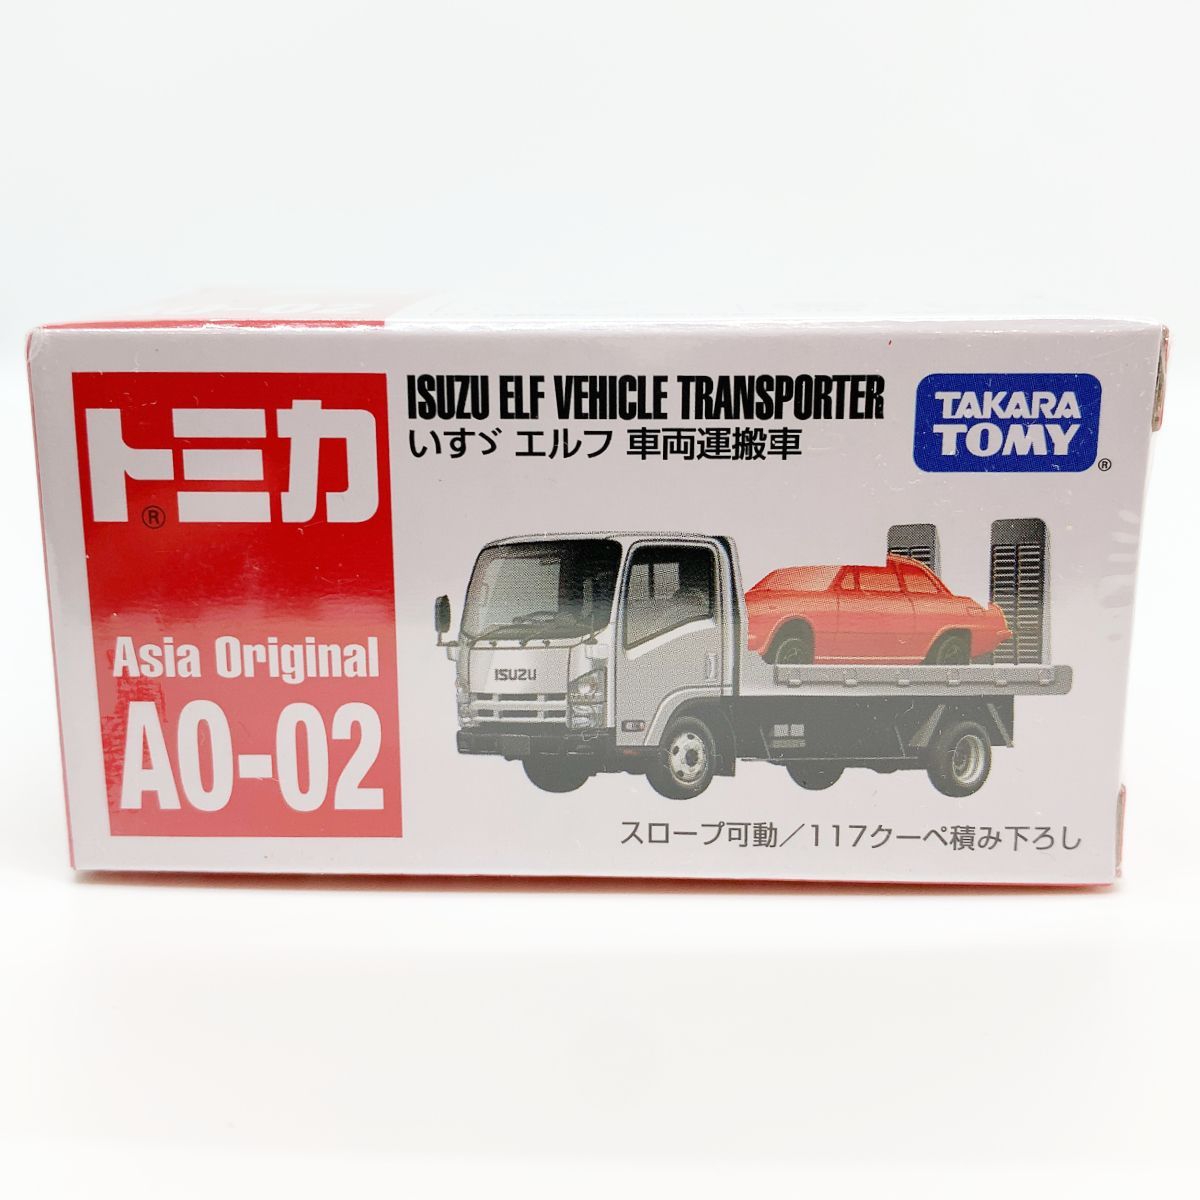 トミカ
®
Asia Original
AO-02
ISUZU ELF VEHICLE TRANSPORTER
いすゞ エルフ 車両運搬車
TAKARA
TOMY
®
ISUZU
スロープ可動／117クーペ積み下ろし